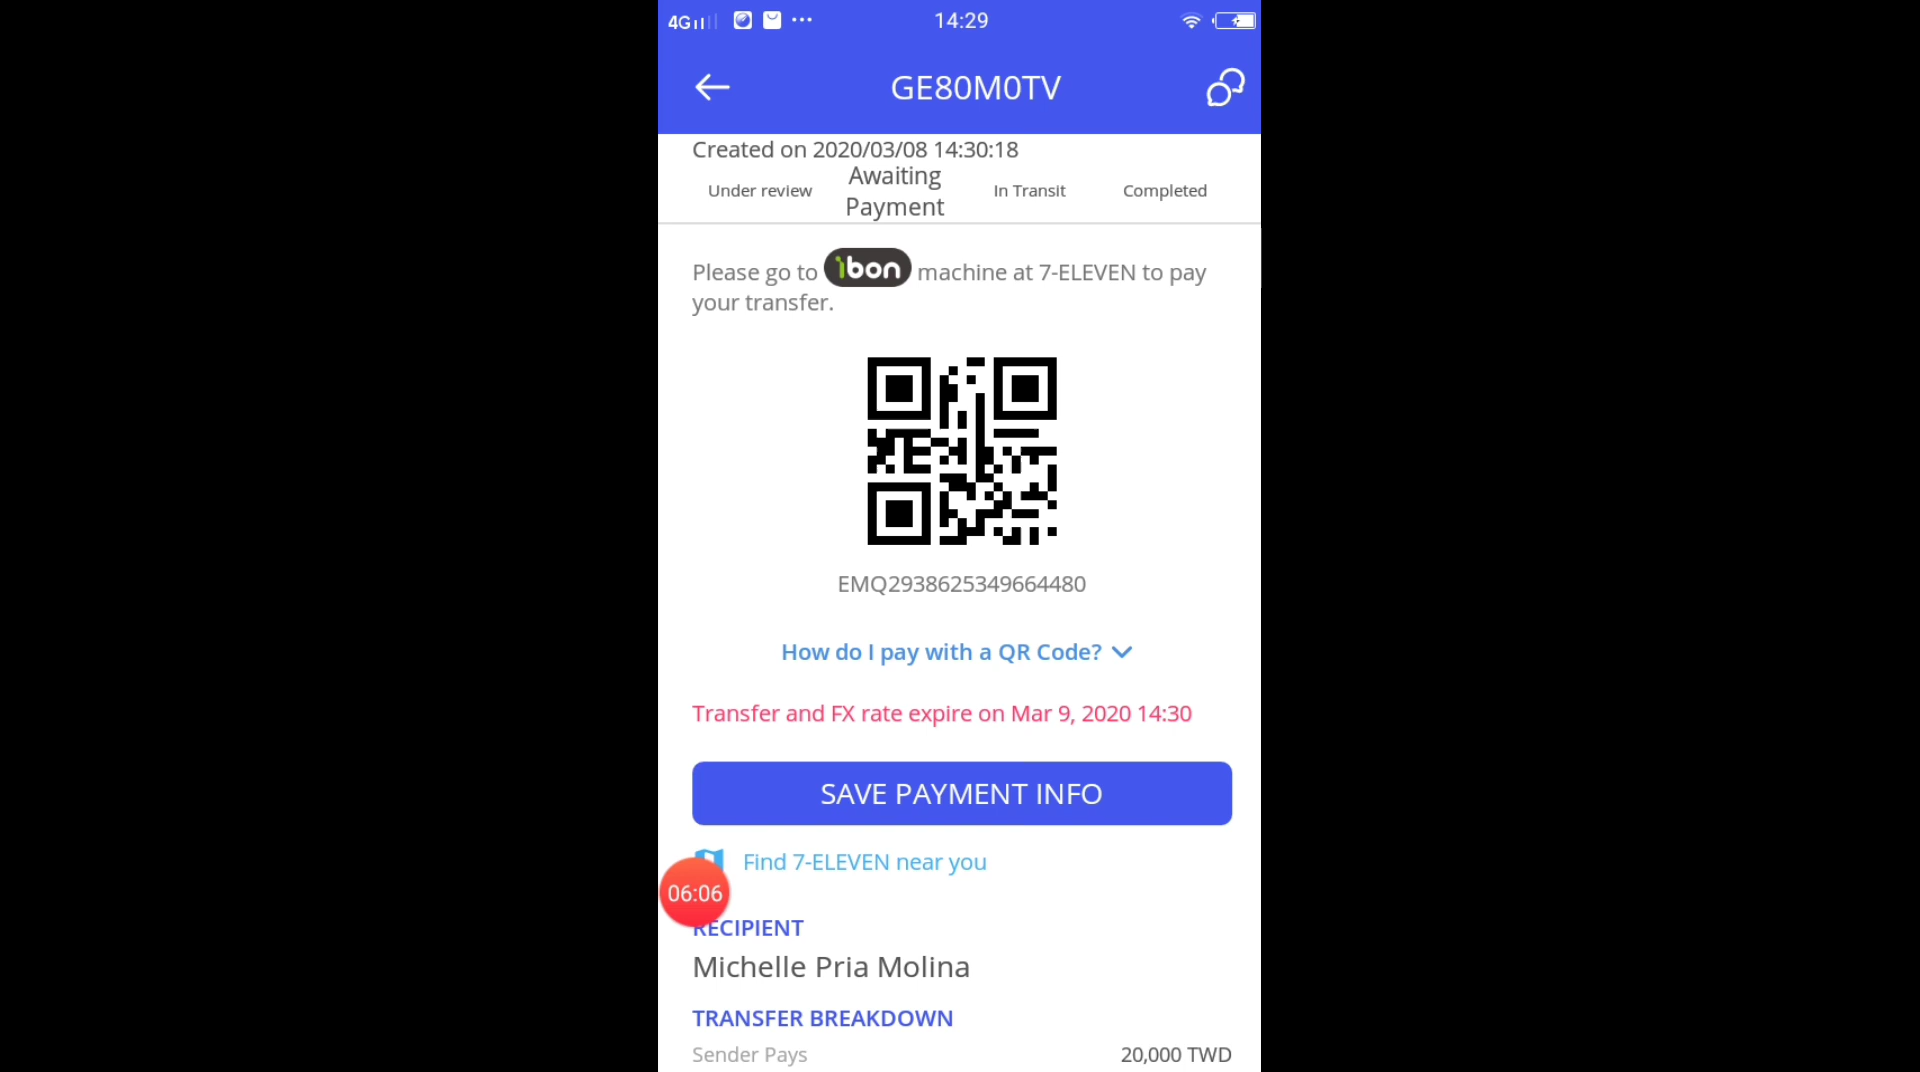 4G 14:29
GE80M0TV
Created on 2020/03/08 14:30:18
Under review Awaiting Payment In Transit Completed
Please go to ibon machine at 7-ELEVEN to pay
your transfer.
EMQ2938625349664480
How do I pay with a QR Code?
Transfer and FX rate expire on Mar 9, 2020 14:30
SAVE PAYMENT INFO
Find 7-ELEVEN near you
06:06
RECIPIENT
Michelle Pria Molina
TRANSFER BREAKDOWN
Sender Pays 20,000 TWD